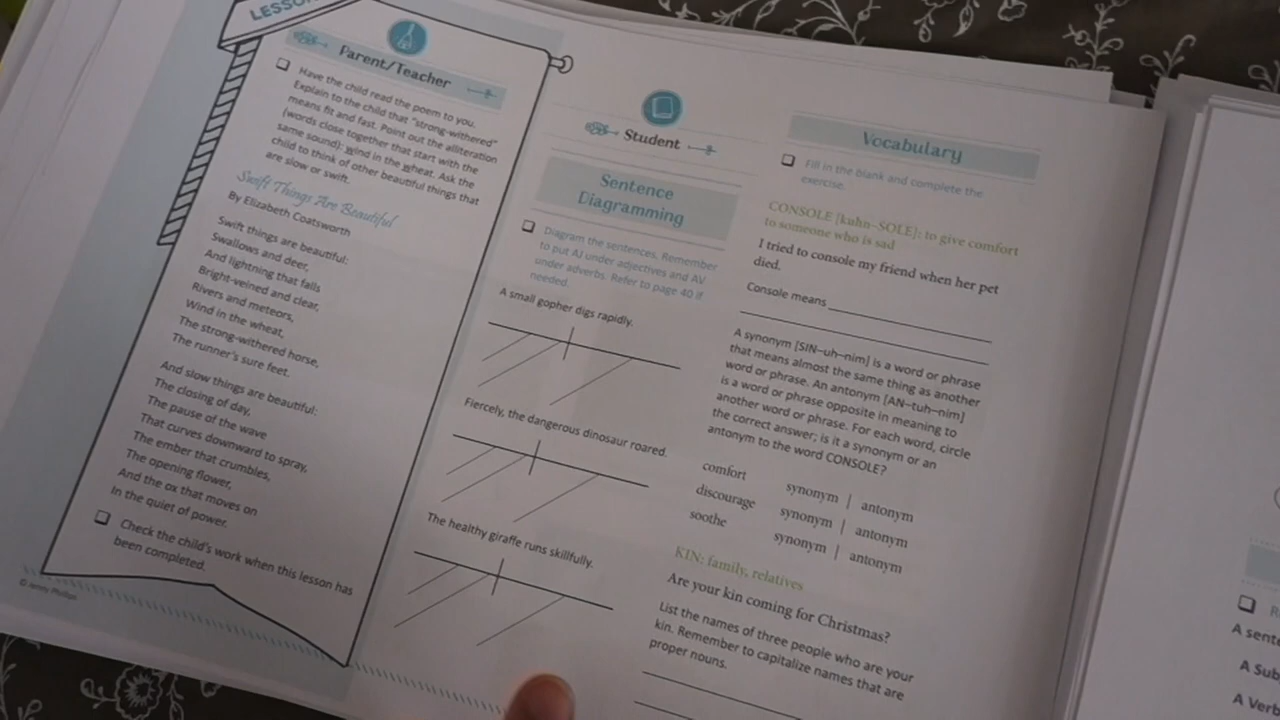 LESSON
Parent/Teacher
Have the child read the poem to you.
Explain to the child that "strong-withered"
means fit and fast. Point out the alliteration
(words close together that start with the
same sound): wind in the wheat. Ask the
child to think of other beautiful things that
are slow or swift.
Swift Things Are Beautiful
By Elizabeth Coatsworth
Swift things are beautiful:
Swallows and deer,
And lightning that falls
Bright-veined and clear,
Rivers and meteors,
Wind in the wheat,
The strong-withered horse,
The runner's sure feet.
And slow things are beautiful:
The closing of day,
The pause of the wave
That curves downward to spray,
The ember that crumbles,
The opening flower,
And the ox that moves on
In the quiet of power.
Check the child's work when this lesson has
been completed.
© Jenny Phillips
Student
Sentence
Diagramming
Diagram the sentences. Remember
to put AJ under adjectives and AV
under adverbs. Refer to page 40 if
needed.
A small gopher digs rapidly.
Fiercely, the dangerous dinosaur roared.
The healthy giraffe runs skillfully.
Vocabulary
Fill in the blank and complete the
exercise.
CONSOLE [kuhn–SOLE]: to give comfort
to someone who is sad
I tried to console my friend when her pet
died.
Console means
A synonym [SIN–uh–nim] is a word or phrase
that means almost the same thing as another
word or phrase. An antonym [AN–tuh–nim]
is a word or phrase opposite in meaning to
another word or phrase. For each word, circle
the correct answer; is it a synonym or an
antonym to the word CONSOLE?
comfort synonym | antonym
discourage synonym | antonym
soothe synonym | antonym
KIN: family, relatives
Are your kin coming for Christmas?
List the names of three people who are your
kin. Remember to capitalize names that are
proper nouns.
A sent
A Sub
A Verb